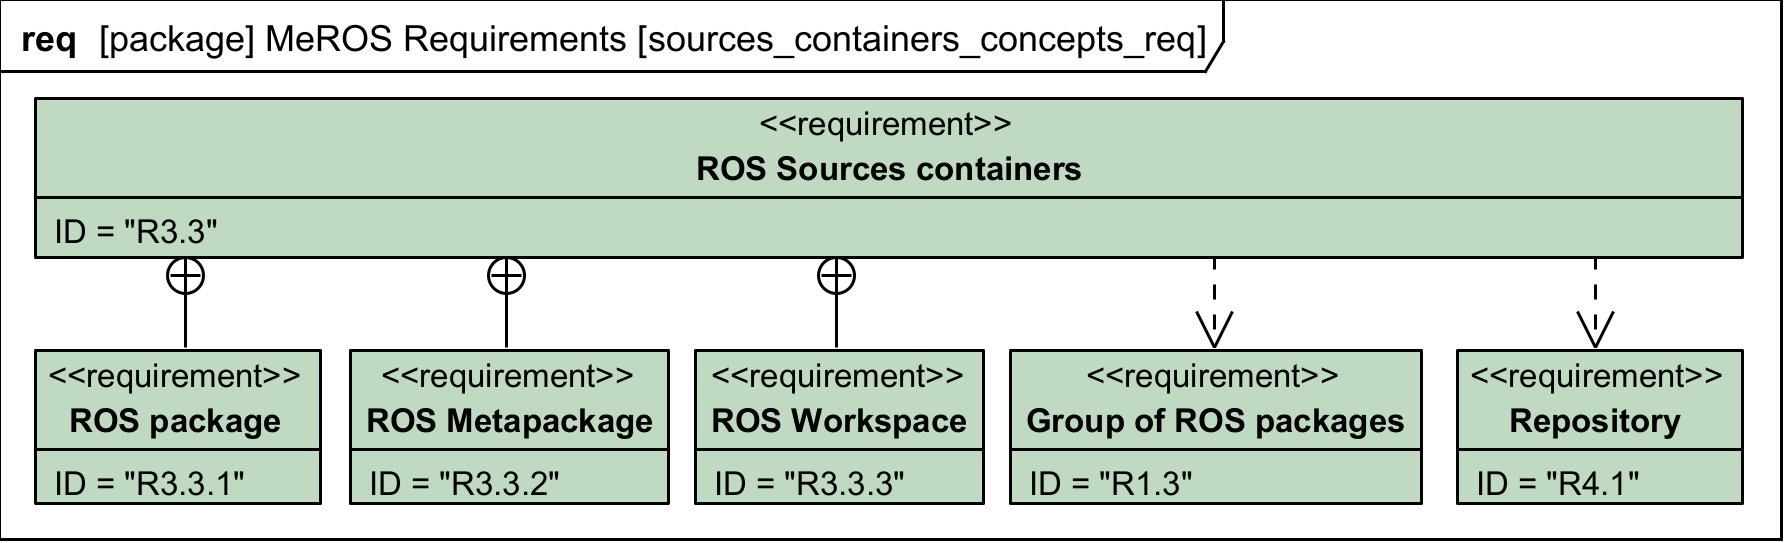 req [package] MeROS Requirements [sources_containers_concepts_req]
<<requirement>>
ROS Sources containers
ID = "R3.3"
<<requirement>>
ROS package
ID = "R3.3.1"
<<requirement>>
ROS Metapackage
ID = "R3.3.2"
<<requirement>>
ROS Workspace
ID = "R3.3.3"
<<requirement>>
Group of ROS packages
ID = "R1.3"
<<requirement>>
Repository
ID = "R4.1"